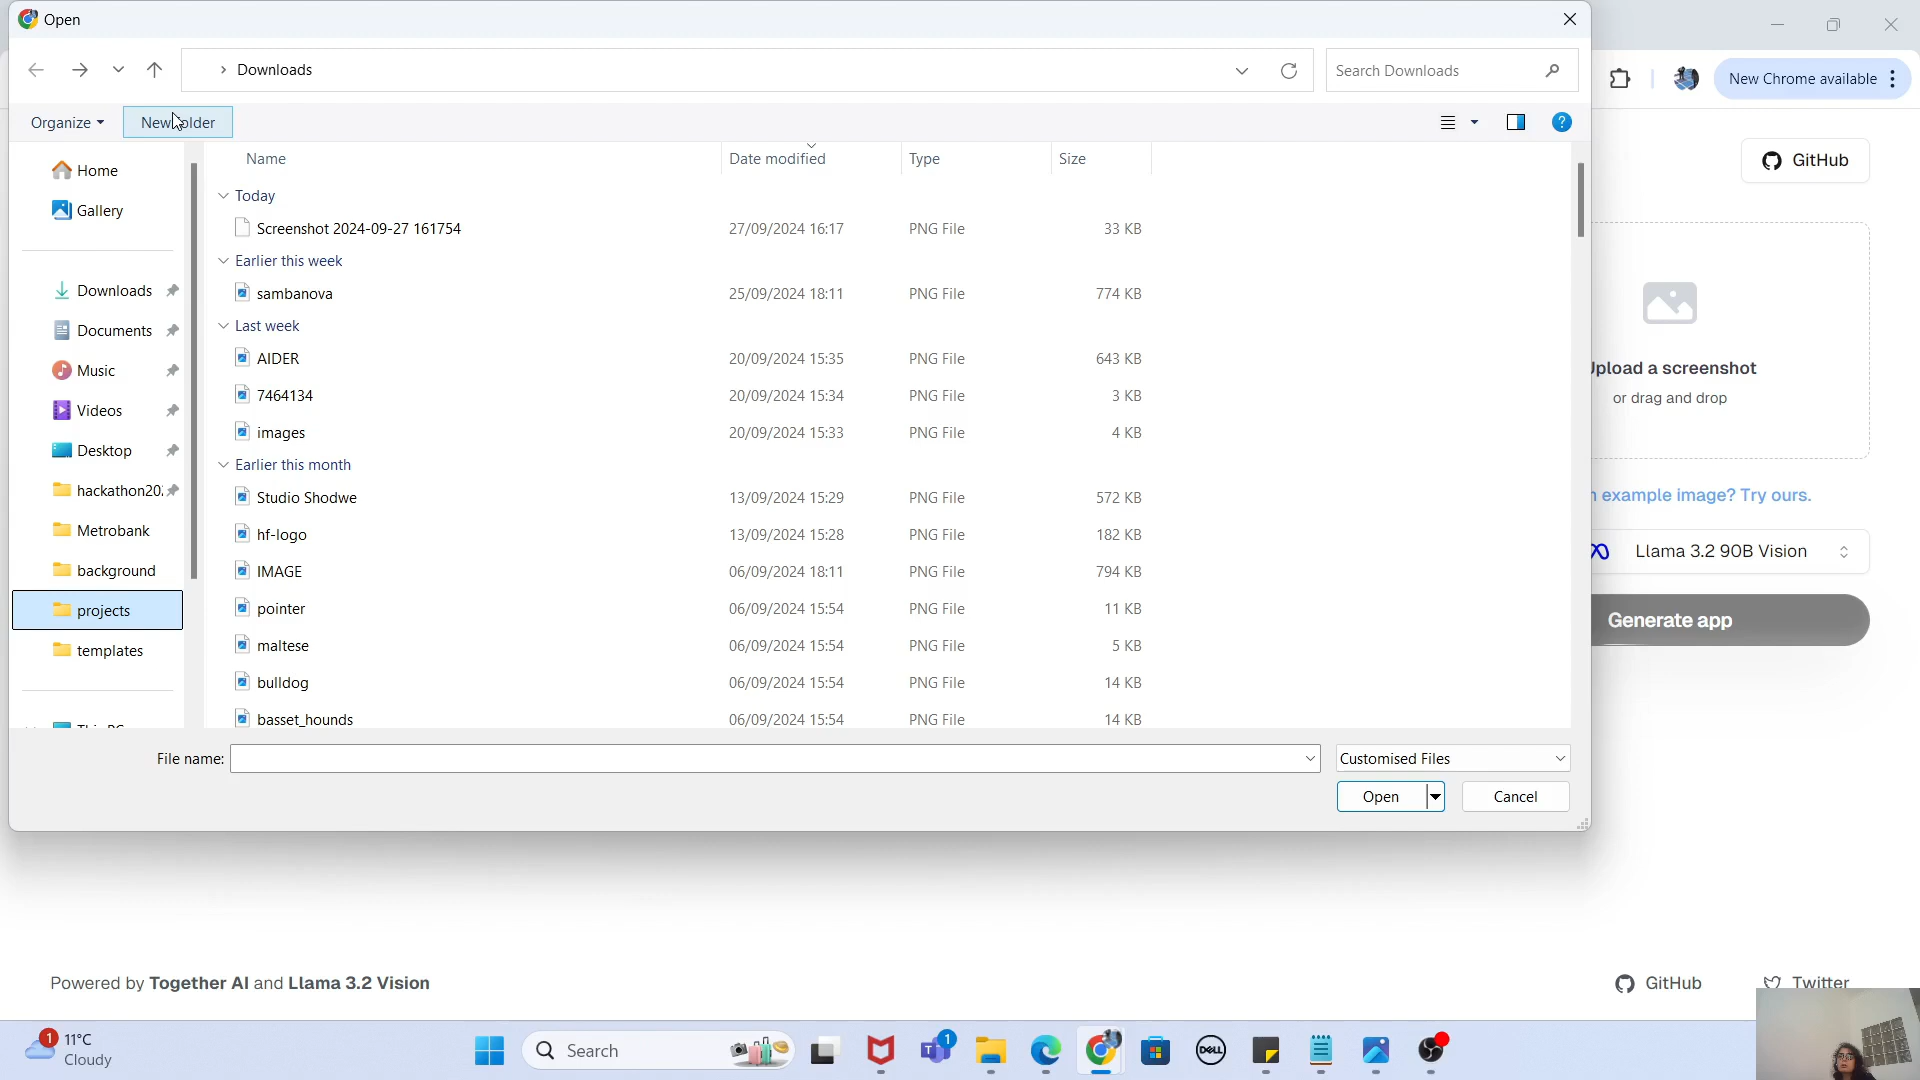 Open
Downloads
Search Downloads
New Chrome available
Organize
New folder
GitHub
Home
Gallery
Downloads
Documents
Music
Videos
Desktop
hackathon20
Metrobank
background
projects
templates
Name Date modified Type Size
Today
Screenshot 2024-09-27 161754 27/09/2024 16:17 PNG File 33 KB
Earlier this week
sambanova 25/09/2024 18:11 PNG File 774 KB
Last week
AIDER 20/09/2024 15:35 PNG File 643 KB
7464134 20/09/2024 15:34 PNG File 3 KB
images 20/09/2024 15:33 PNG File 4 KB
Earlier this month
Studio Shodwe 13/09/2024 15:29 PNG File 572 KB
hf-logo 13/09/2024 15:28 PNG File 182 KB
IMAGE 06/09/2024 18:11 PNG File 794 KB
pointer 06/09/2024 15:54 PNG File 11 KB
maltese 06/09/2024 15:54 PNG File 5 KB
bulldog 06/09/2024 15:54 PNG File 14 KB
basset_hounds 06/09/2024 15:54 PNG File 14 KB
Upload a screenshot
or drag and drop
example image? Try ours.
Llama 3.2 90B Vision
Generate app
File name:
Customised Files
Open
Cancel
Powered by Together AI and Llama 3.2 Vision
GitHub
Twitter
1
11°C
Cloudy
Search
1
DELL